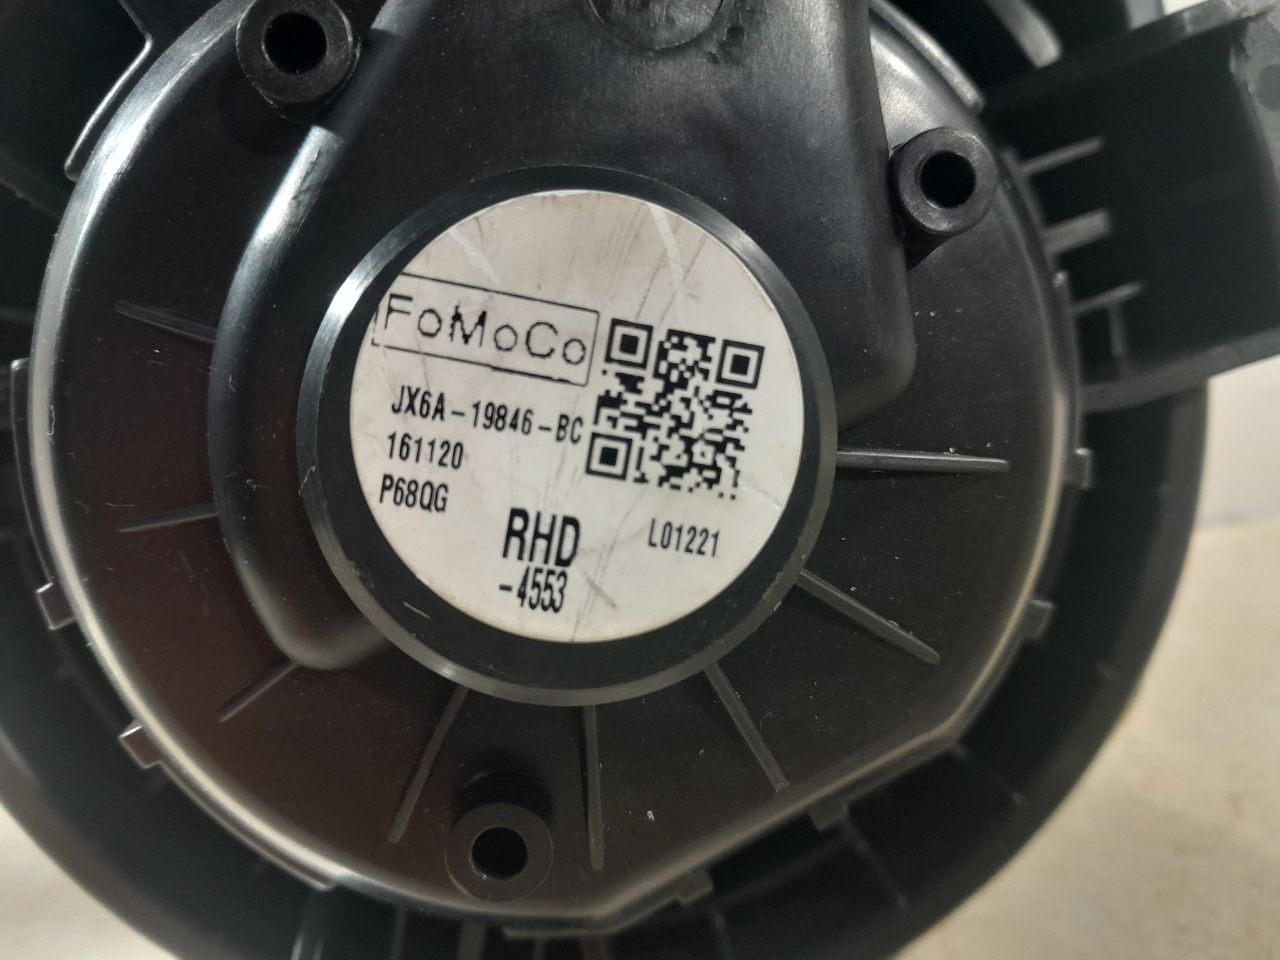 FoMoCo
JX6A-19846-BC
161120
P68QG
RHD
-4553
L01221